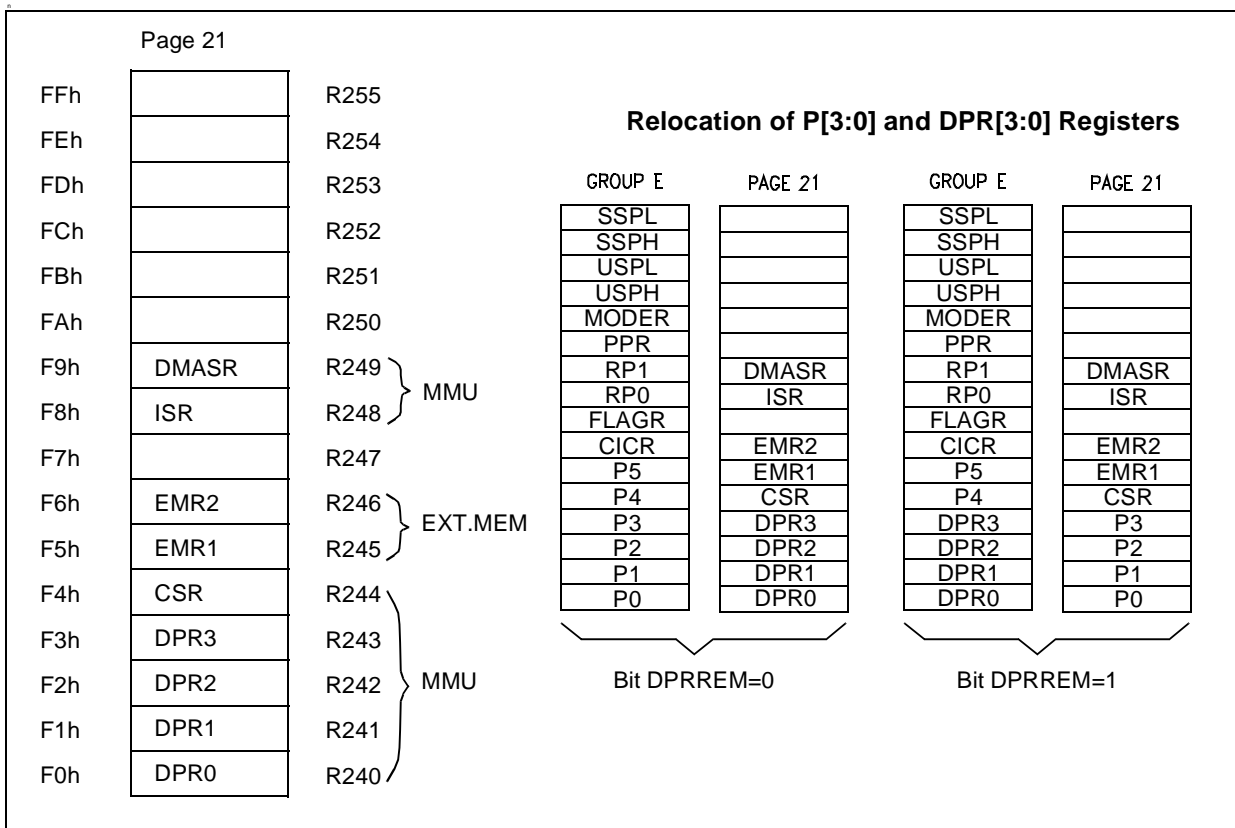 Page 21
FFh R255
FEh R254
FDh R253
FCh R252
FBh R251
FAh R250
F9h DMASR R249
F8h ISR R248
MMU
F7h R247
F6h EMR2 R246
F5h EMR1 R245
EXT.MEM
F4h CSR R244
F3h DPR3 R243
F2h DPR2 R242
F1h DPR1 R241
F0h DPR0 R240
MMU
Relocation of P[3:0] and DPR[3:0] Registers
GROUP E PAGE 21 GROUP E PAGE 21
SSPL SSPL
SSPH SSPH
USPL USPL
USPH USPH
MODER MODER
PPR PPR
RP1 DMASR RP1 DMASR
RP0 ISR RP0 ISR
FLAGR FLAGR
CICR EMR2 CICR EMR2
P5 EMR1 P5 EMR1
P4 CSR P4 CSR
P3 DPR3 DPR3 P3
P2 DPR2 DPR2 P2
P1 DPR1 DPR1 P1
P0 DPR0 DPR0 P0
Bit DPRREM=0 Bit DPRREM=1